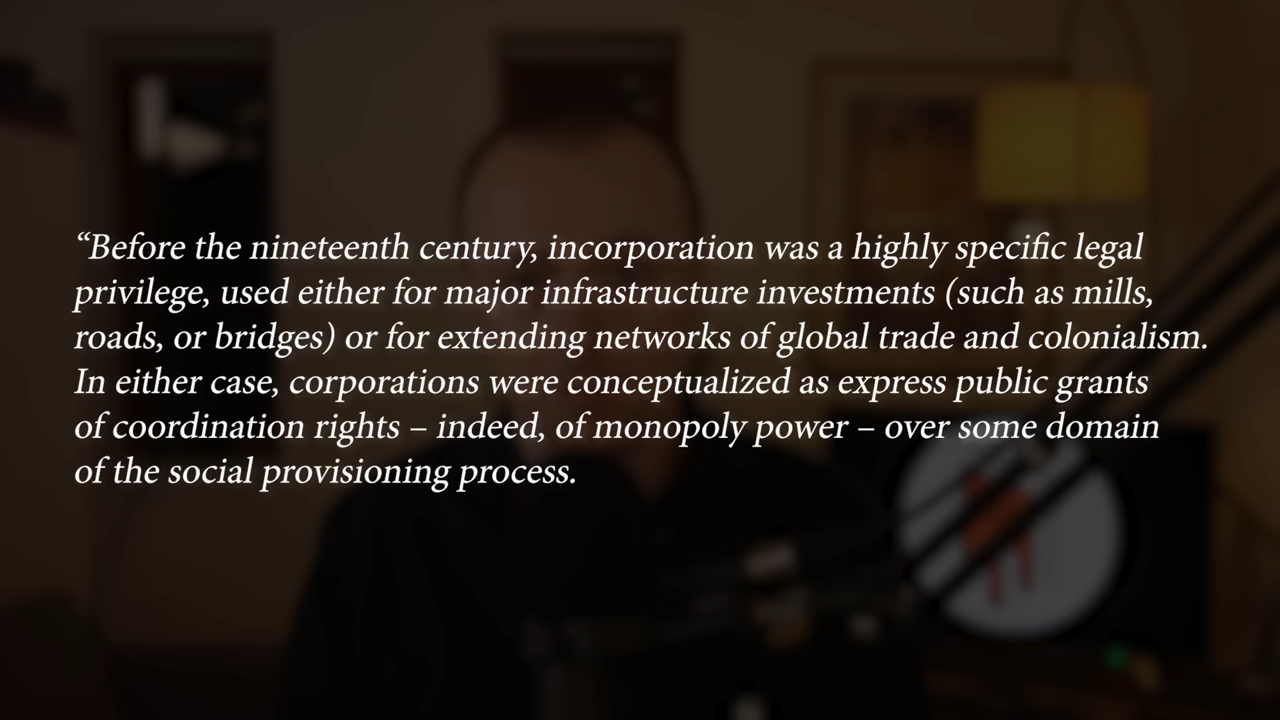 “Before the nineteenth century, incorporation was a highly specific legal
privilege, used either for major infrastructure investments (such as mills,
roads, or bridges) or for extending networks of global trade and colonialism.
In either case, corporations were conceptualized as express public grants
of coordination rights – indeed, of monopoly power – over some domain
of the social provisioning process.